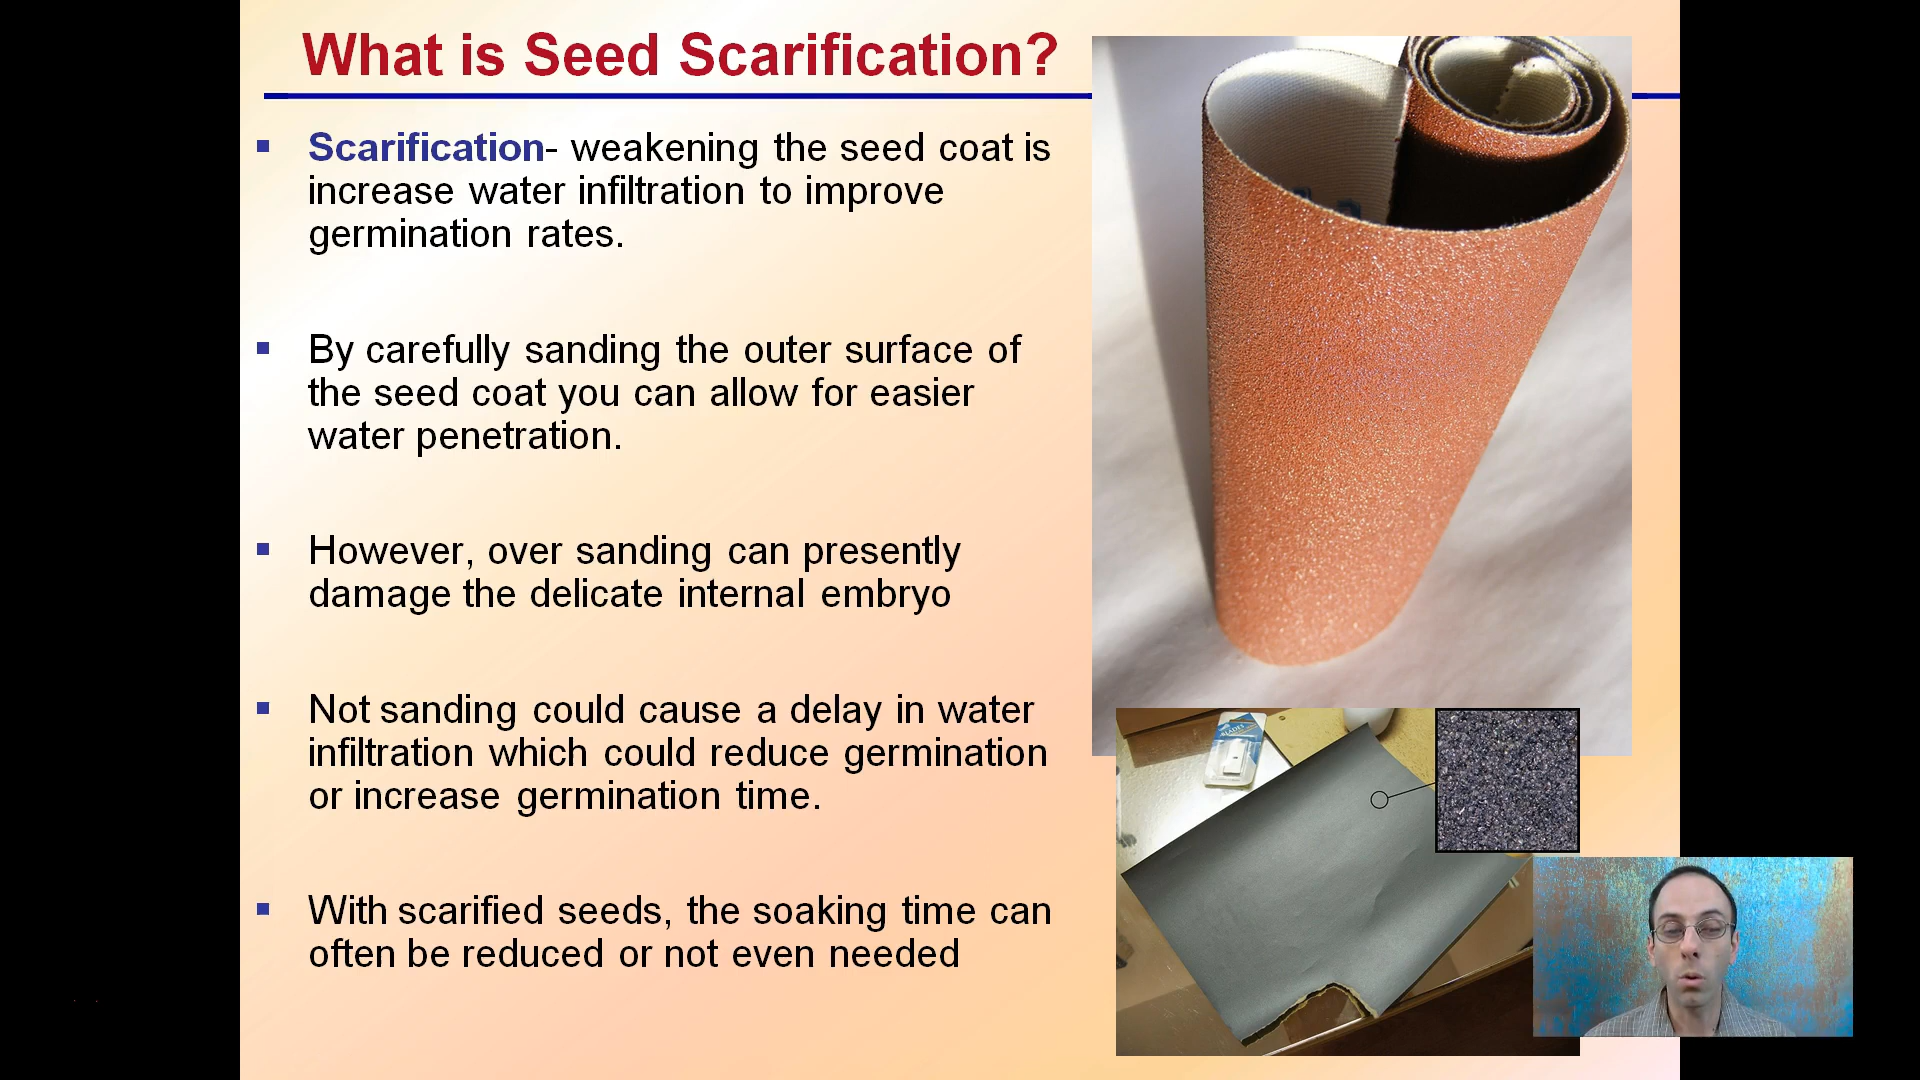 What is Seed Scarification?
Scarification- weakening the seed coat is
increase water infiltration to improve
germination rates.
By carefully sanding the outer surface of
the seed coat you can allow for easier
water penetration.
However, over sanding can presently
damage the delicate internal embryo
Not sanding could cause a delay in water
infiltration which could reduce germination
or increase germination time.
With scarified seeds, the soaking time can
often be reduced or not even needed